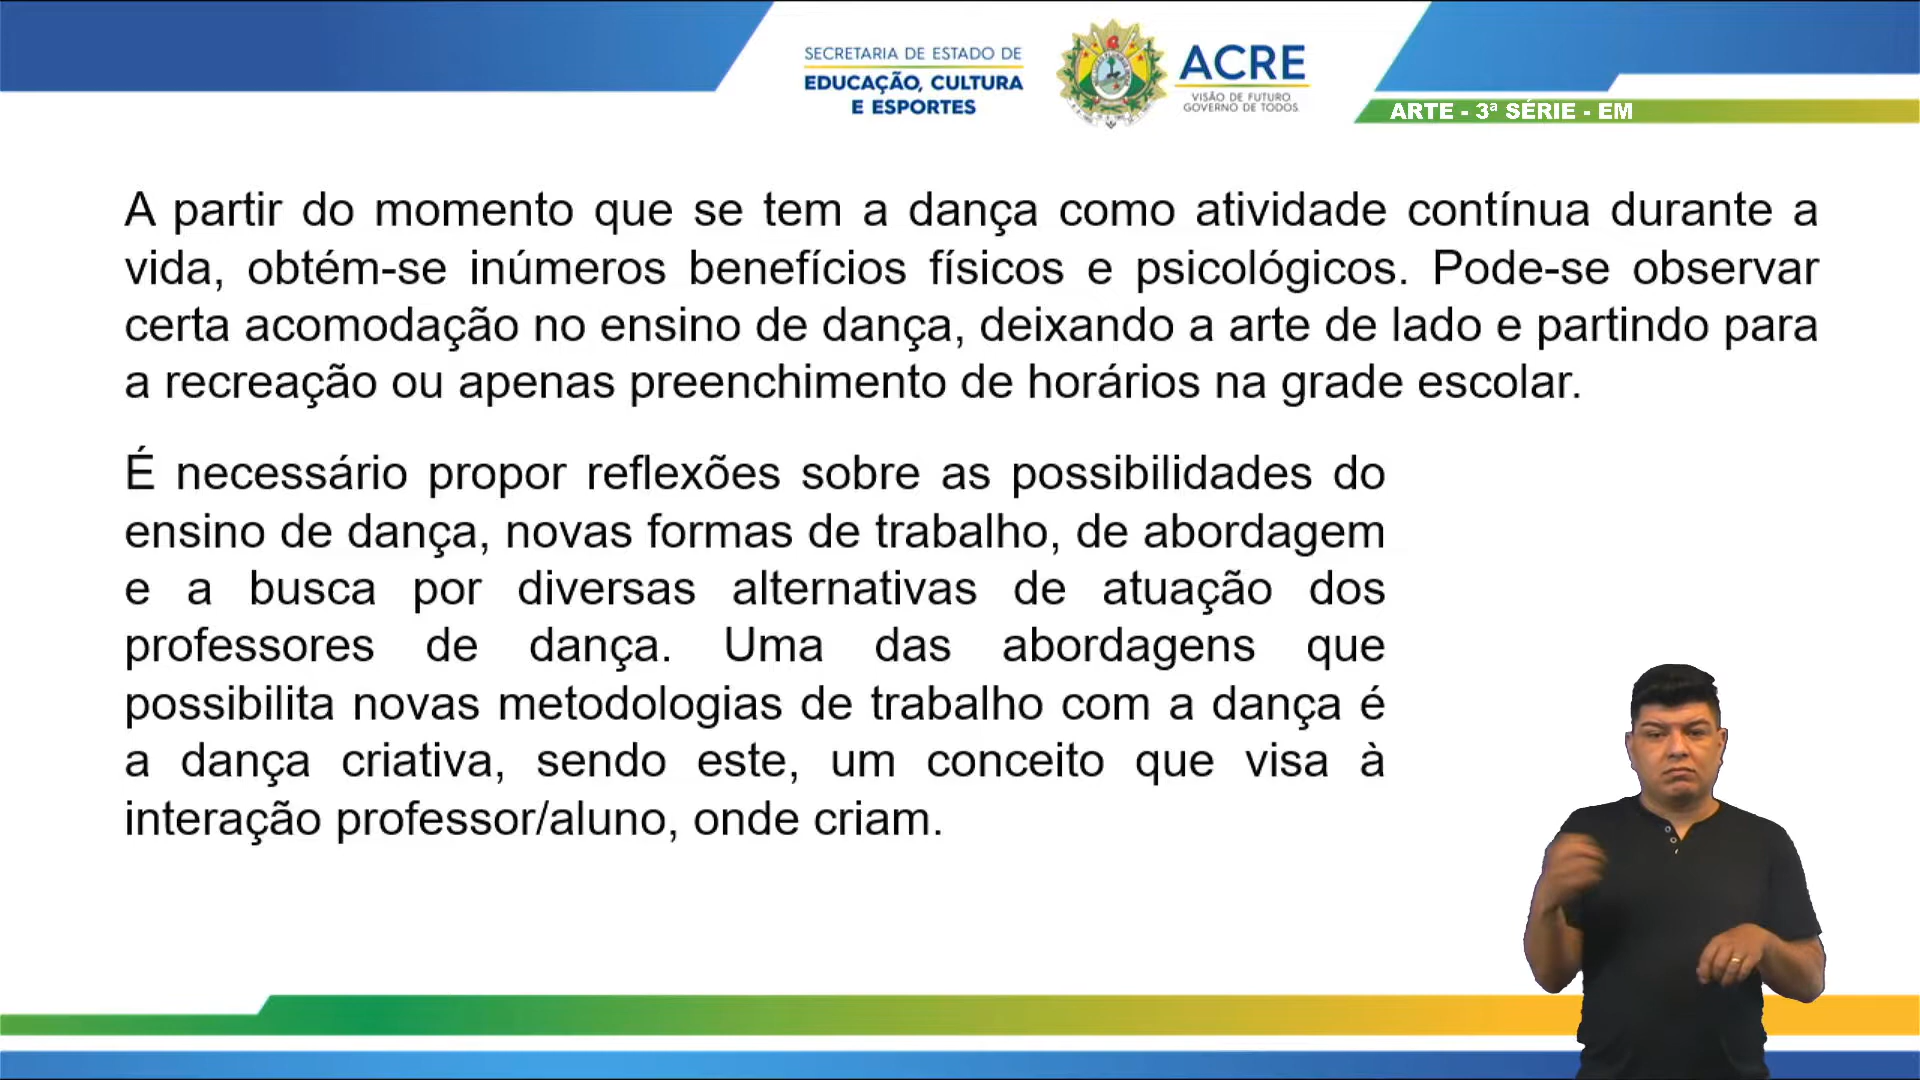 SECRETARIA DE ESTADO DE
EDUCAÇÃO, CULTURA
E ESPORTES
ACRE
VISÃO DE FUTURO
GOVERNO DE TODOS
ARTE - 3ª SÉRIE - EM
A partir do momento que se tem a dança como atividade contínua durante a
vida, obtém-se inúmeros benefícios físicos e psicológicos. Pode-se observar
certa acomodação no ensino de dança, deixando a arte de lado e partindo para
a recreação ou apenas preenchimento de horários na grade escolar.
É necessário propor reflexões sobre as possibilidades do
ensino de dança, novas formas de trabalho, de abordagem
e a busca por diversas alternativas de atuação dos
professores de dança. Uma das abordagens que
possibilita novas metodologias de trabalho com a dança é
a dança criativa, sendo este, um conceito que visa à
interação professor/aluno, onde criam.